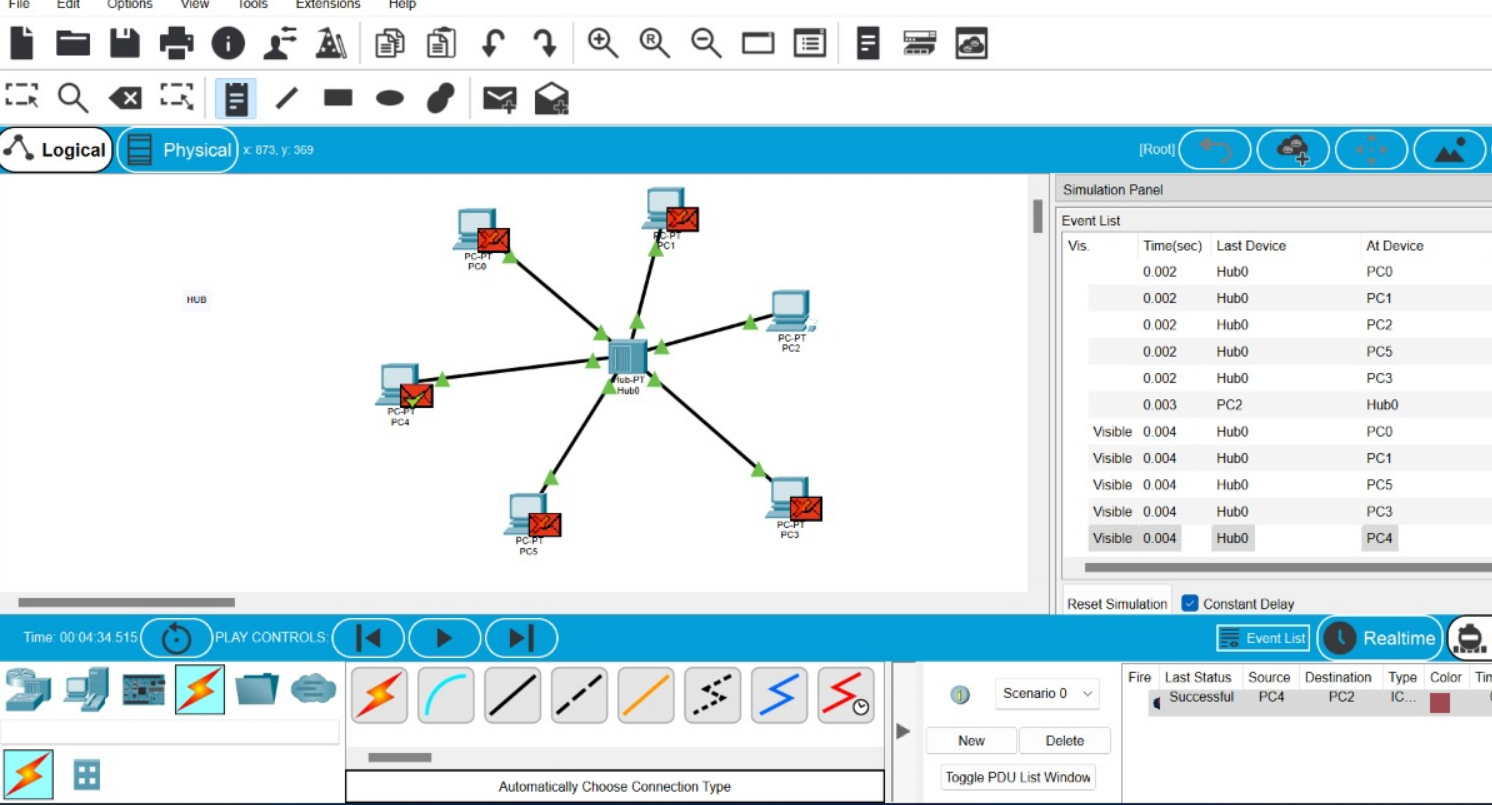 File Edit Options View Tools Extensions Help
Logical Physical x: 873, y: 369 [Root]
HUB
PC-PT
PC0
PC-PT
PC1
PC-PT
PC2
Hub-PT
Hub0
PC-PT
PC4
PC-PT
PC5
PC-PT
PC3
Simulation Panel
Event List
Vis. Time(sec) Last Device At Device
0.002 Hub0 PC0
0.002 Hub0 PC1
0.002 Hub0 PC2
0.002 Hub0 PC5
0.002 Hub0 PC3
0.003 PC2 Hub0
Visible 0.004 Hub0 PC0
Visible 0.004 Hub0 PC1
Visible 0.004 Hub0 PC5
Visible 0.004 Hub0 PC3
Visible 0.004 Hub0 PC4
Reset Simulation Constant Delay
Time: 00:04:34.515 PLAY CONTROLS: Event List Realtime
Scenario 0
New Delete
Toggle PDU List Window
Fire Last Status Source Destination Type Color
Successful PC4 PC2 IC...
Automatically Choose Connection Type